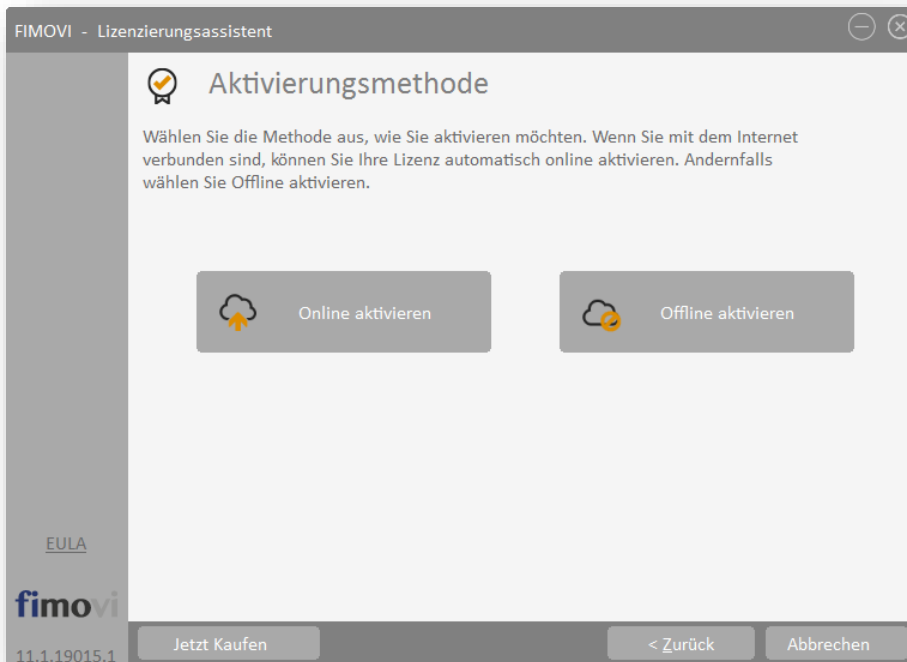 FIMOVI - Lizenzierungsassistent
Aktivierungsmethode
Wählen Sie die Methode aus, wie Sie aktivieren möchten. Wenn Sie mit dem Internet
verbunden sind, können Sie Ihre Lizenz automatisch online aktivieren. Andernfalls
wählen Sie Offline aktivieren.
Online aktivieren
Offline aktivieren
EULA
fimovi
11.1.19015.1
Jetzt Kaufen
< Zurück
Abbrechen